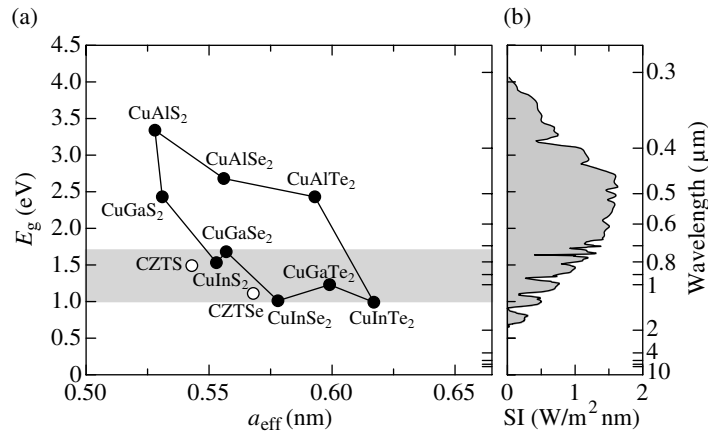 (a)
(b)
4.5
4.0
3.5
3.0
2.5
2.0
1.5
1.0
0.5
0
E_g (eV)
CuAlS₂
CuAlSe₂
CuAlTe₂
CuGaS₂
CuGaSe₂
CZTS
CuInS₂
CuGaTe₂
CZTSe
CuInSe₂
CuInTe₂
0.50
0.55
0.60
0.65
a_eff (nm)
0.3
0.4
0.5
0.6
0.8
1
2
4
10
Wavelength (μm)
0
1
2
SI (W/m² nm)